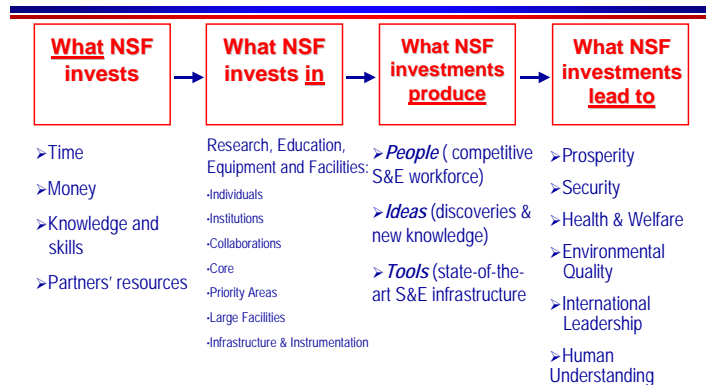 What NSF
invests
What NSF
invests in
What NSF
investments
produce
What NSF
investments
lead to
➢Time
➢Money
➢Knowledge and
skills
➢Partners' resources
Research, Education,
Equipment and Facilities:
•Individuals
•Institutions
•Collaborations
•Core
•Priority Areas
•Large Facilities
•Infrastructure & Instrumentation
➢People ( competitive
S&E workforce)
➢Ideas (discoveries &
new knowledge)
➢Tools (state-of-the-
art S&E infrastructure
➢Prosperity
➢Security
➢Health & Welfare
➢Environmental
Quality
➢International
Leadership
➢Human
Understanding